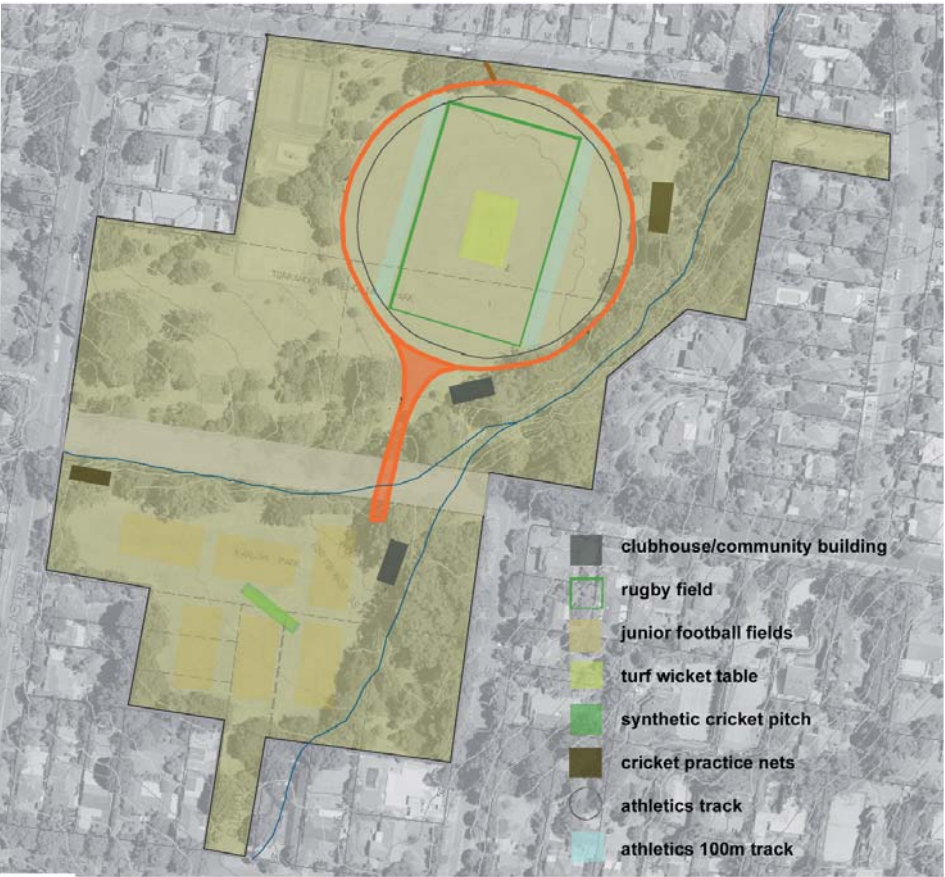 PARK
clubhouse/community building
rugby field
junior football fields
turf wicket table
synthetic cricket pitch
cricket practice nets
athletics track
athletics 100m track